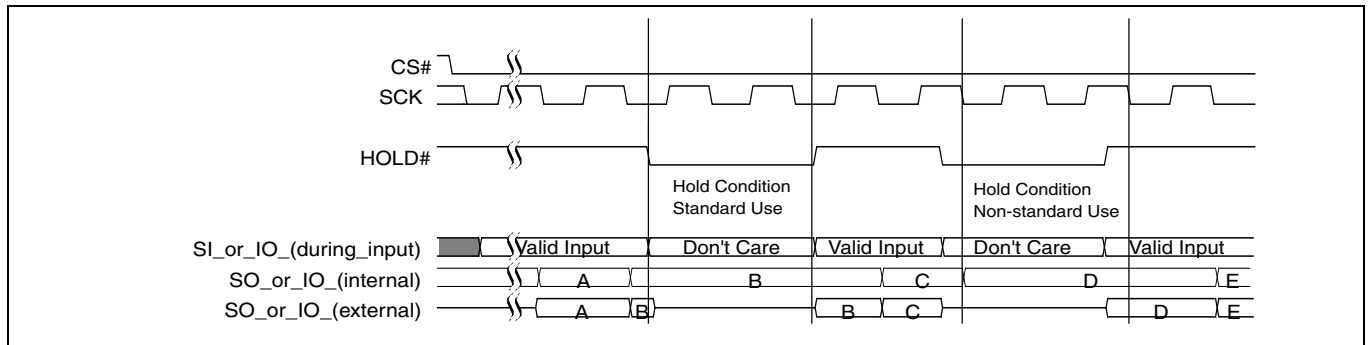 CS#
SCK
HOLD#
Hold Condition
Standard Use
Hold Condition
Non-standard Use
SI_or_IO_(during_input) Valid Input Don't Care Valid Input Don't Care Valid Input
SO_or_IO_(internal) A B C D E
SO_or_IO_(external) A B B C D E